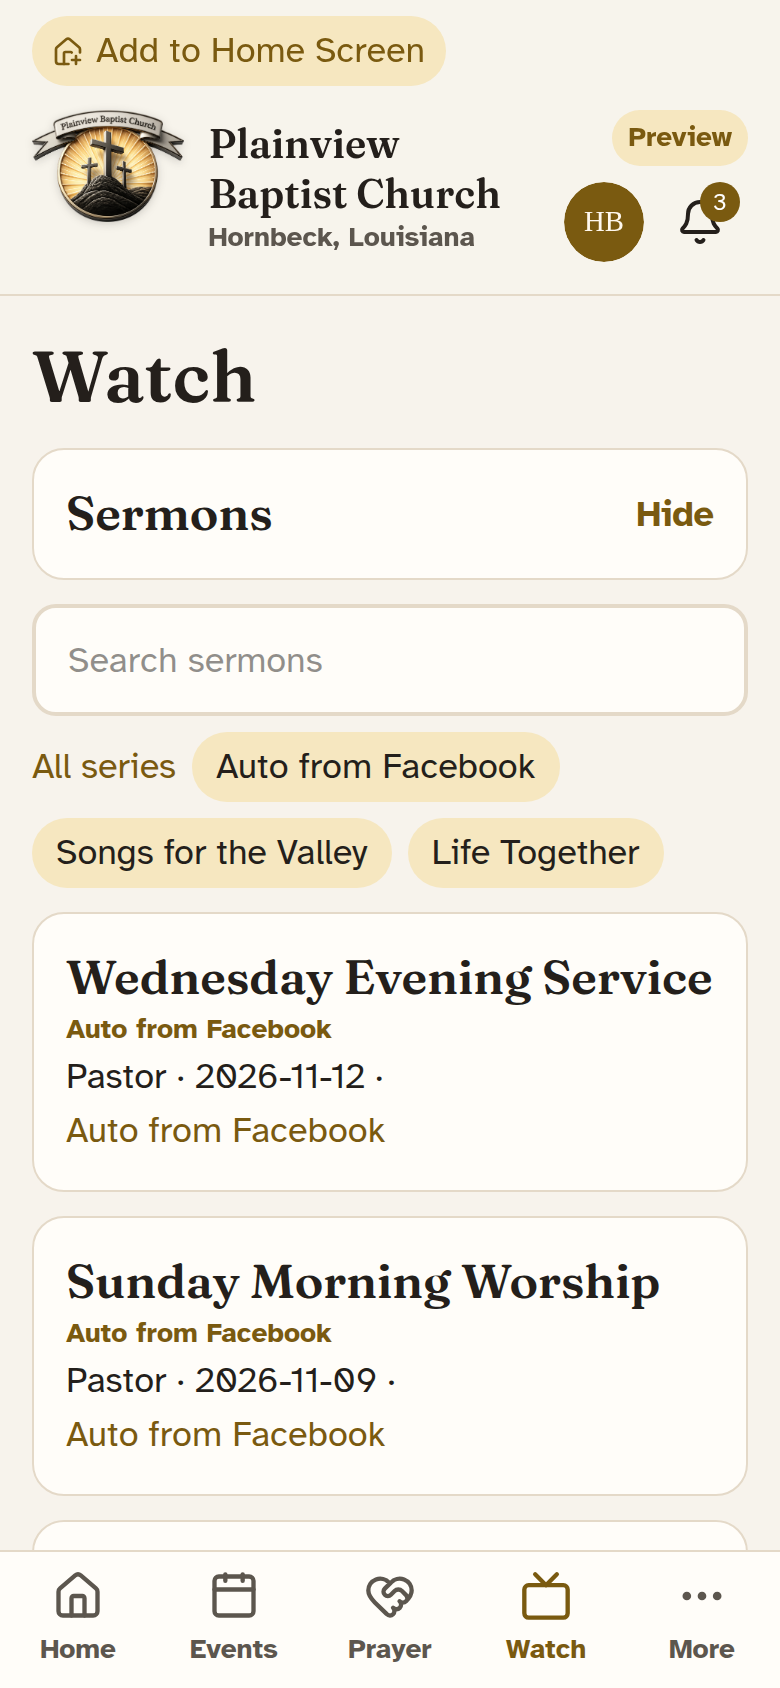 Add to Home Screen
Plainview Baptist Church
Plainview
Baptist Church
Hornbeck, Louisiana
Preview
HB
3
Watch
Sermons
Hide
Search sermons
All series
Auto from Facebook
Songs for the Valley
Life Together
Wednesday Evening Service
Auto from Facebook
Pastor · 2026-11-12 ·
Auto from Facebook
Sunday Morning Worship
Auto from Facebook
Pastor · 2026-11-09 ·
Auto from Facebook
Home
Events
Prayer
Watch
More